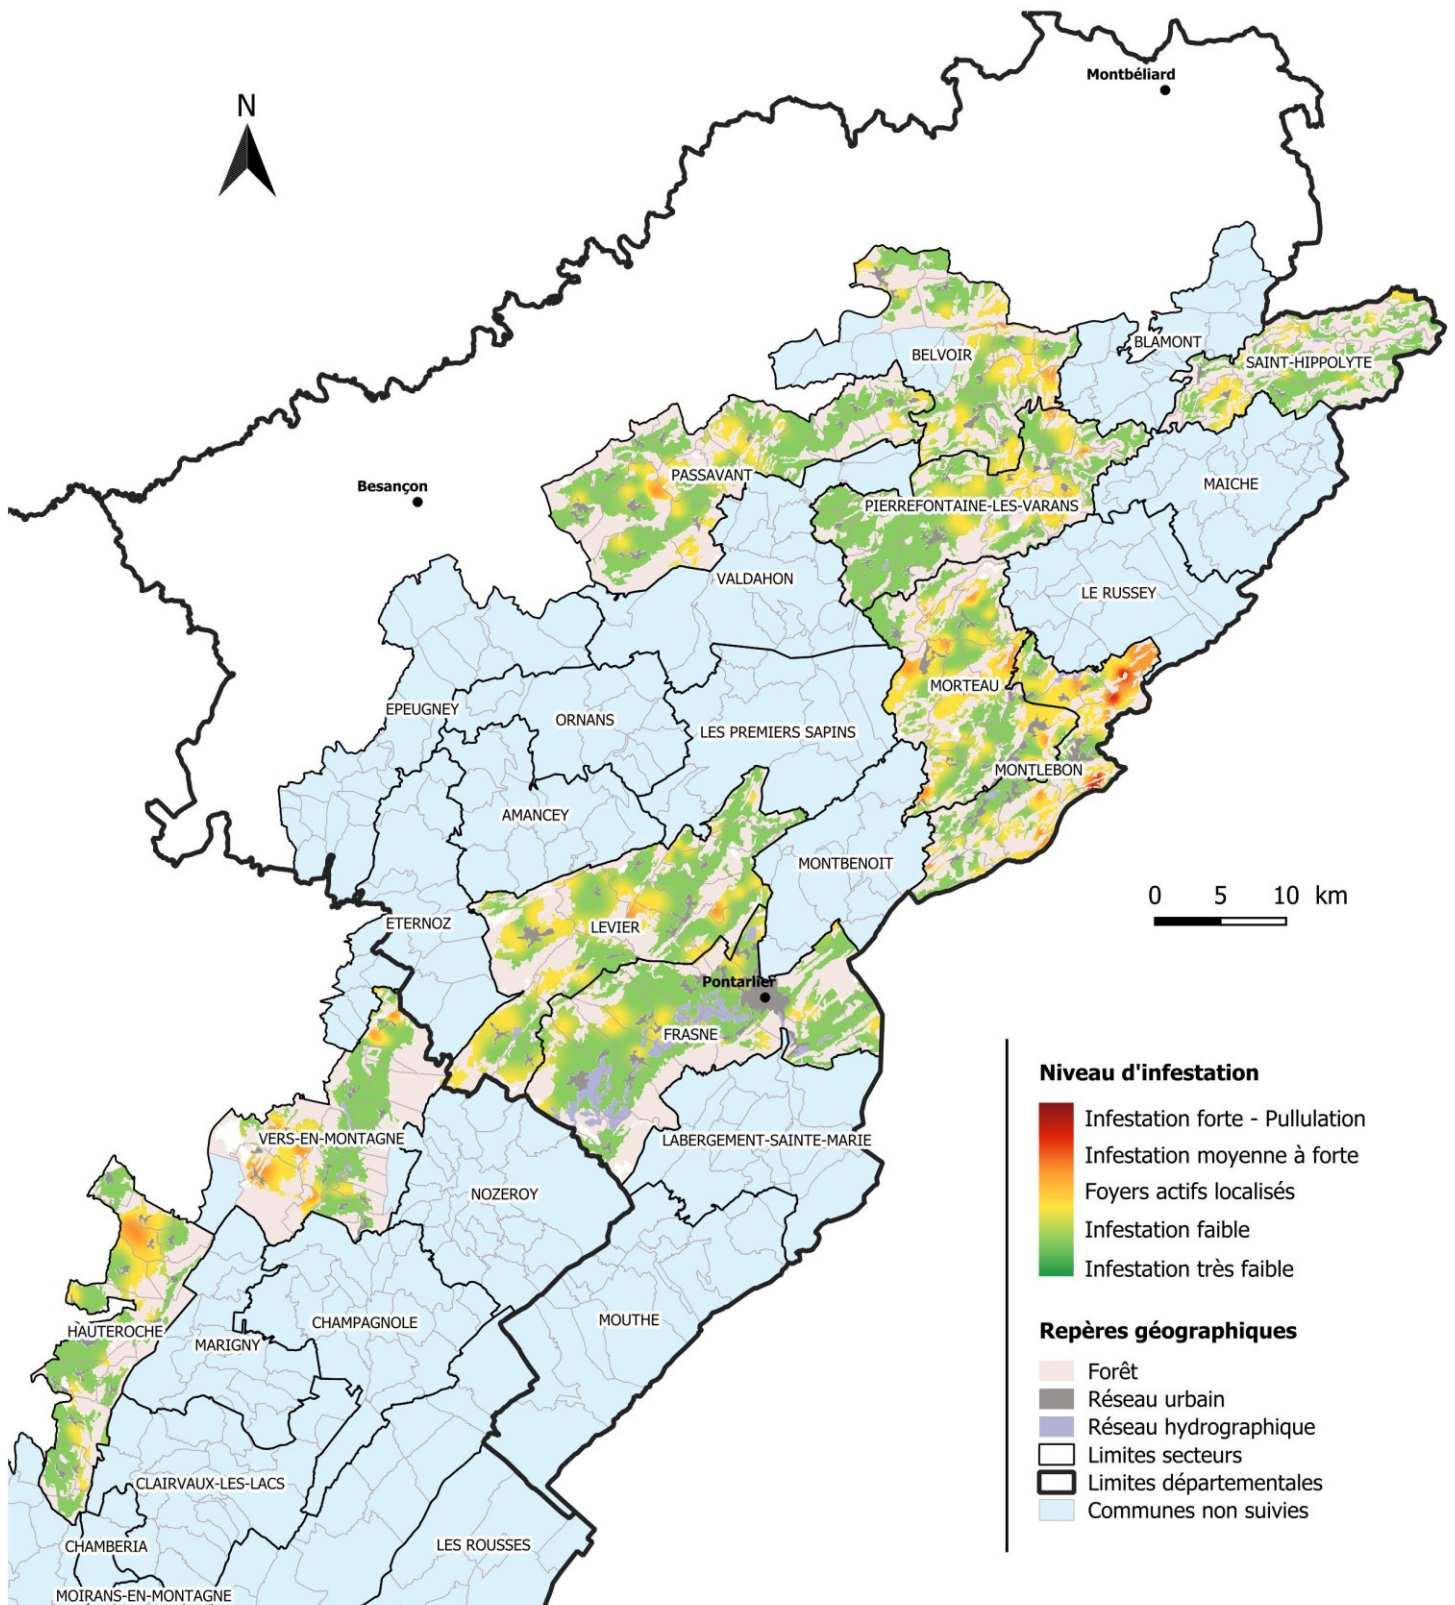 Montbéliard
N
BELVOIR
BLAMONT
SAINT-HIPPOLYTE
PASSAVANT
Besançon
MAICHE
PIERREFONTAINE-LES-VARANS
VALDAHON
LE RUSSEY
MORTEAU
EPEUGNEY
ORNANS
LES PREMIERS SAPINS
MONTLEBON
AMANCEY
MONTBENOIT
0 5 10 km
ETERNOZ
LEVIER
Pontarlier
FRASNE
VERS-EN-MONTAGNE
LABERGEMENT-SAINTE-MARIE
NOZEROY
HAUTEROCHE
MARIGNY
CHAMPAGNOLE
MOUTHE
CLAIRVAUX-LES-LACS
CHAMBERIA
LES ROUSSES
MOIRANS-EN-MONTAGNE
Niveau d'infestation
Infestation forte - Pullulation
Infestation moyenne à forte
Foyers actifs localisés
Infestation faible
Infestation très faible
Repères géographiques
Forêt
Réseau urbain
Réseau hydrographique
Limites secteurs
Limites départementales
Communes non suivies